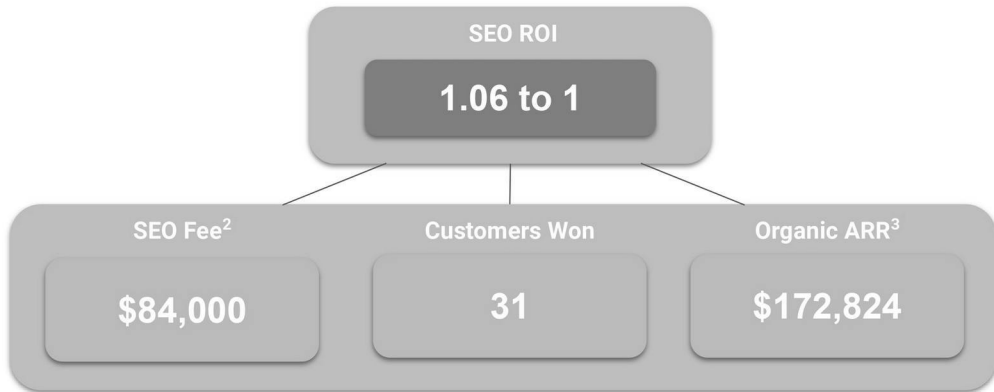 SEO ROI
1.06 to 1
SEO Fee²
Customers Won
Organic ARR³
$84,000
31
$172,824